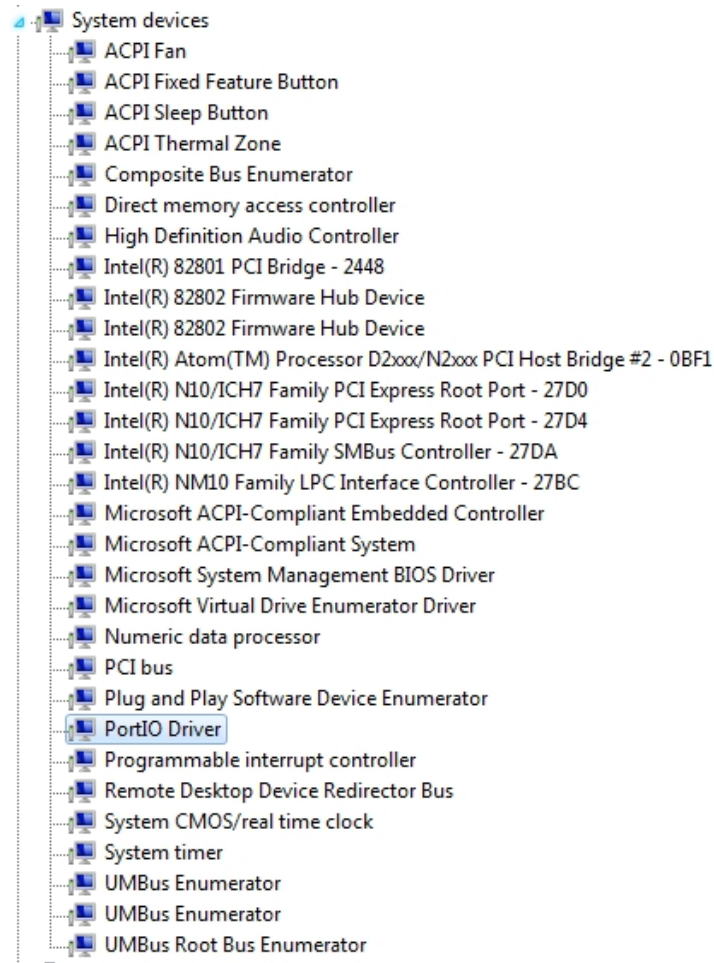 System devices
ACPI Fan
ACPI Fixed Feature Button
ACPI Sleep Button
ACPI Thermal Zone
Composite Bus Enumerator
Direct memory access controller
High Definition Audio Controller
Intel(R) 82801 PCI Bridge - 2448
Intel(R) 82802 Firmware Hub Device
Intel(R) 82802 Firmware Hub Device
Intel(R) Atom(TM) Processor D2xxx/N2xxx PCI Host Bridge #2 - 0BF1
Intel(R) N10/ICH7 Family PCI Express Root Port - 27D0
Intel(R) N10/ICH7 Family PCI Express Root Port - 27D4
Intel(R) N10/ICH7 Family SMBus Controller - 27DA
Intel(R) NM10 Family LPC Interface Controller - 27BC
Microsoft ACPI-Compliant Embedded Controller
Microsoft ACPI-Compliant System
Microsoft System Management BIOS Driver
Microsoft Virtual Drive Enumerator Driver
Numeric data processor
PCI bus
Plug and Play Software Device Enumerator
PortIO Driver
Programmable interrupt controller
Remote Desktop Device Redirector Bus
System CMOS/real time clock
System timer
UMBus Enumerator
UMBus Enumerator
UMBus Root Bus Enumerator